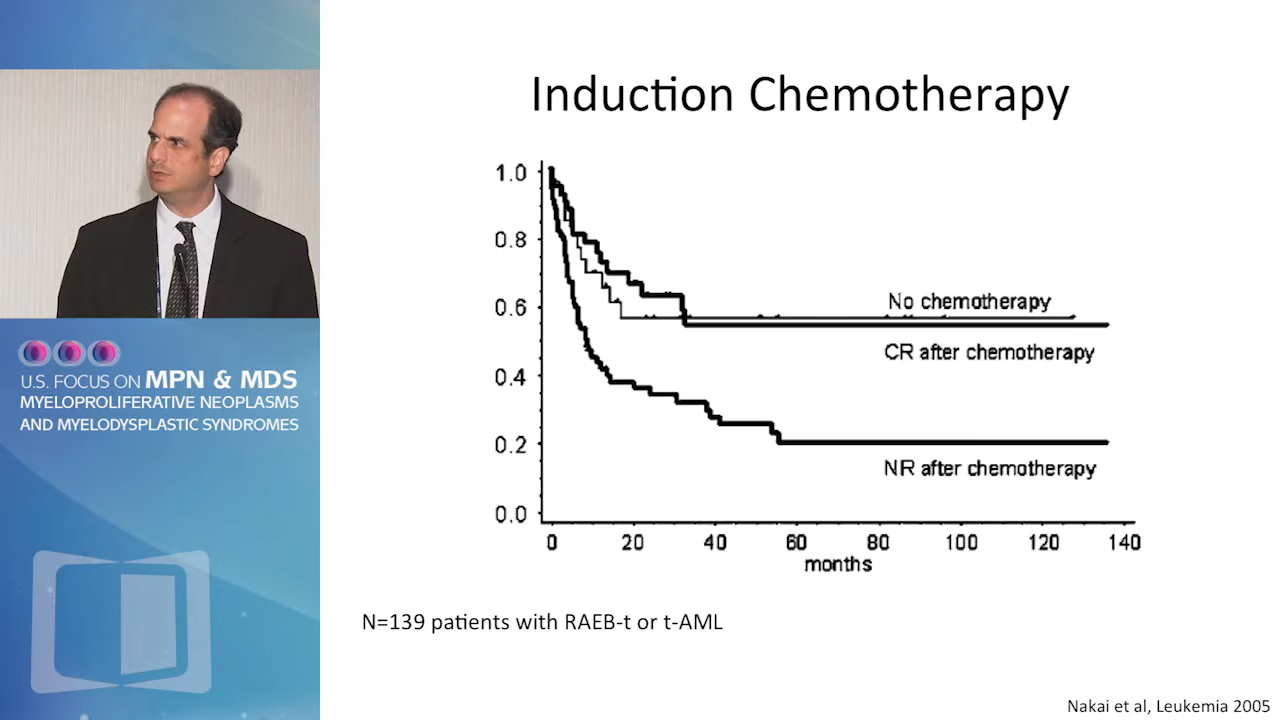 U.S. FOCUS ON MPN & MDS
MYELOPROLIFERATIVE NEOPLASMS
AND MYELODYSPLASTIC SYNDROMES
Induction Chemotherapy
1.0
0.8
0.6
0.4
0.2
0.0
No chemotherapy
CR after chemotherapy
NR after chemotherapy
0 20 40 60 80 100 120 140
months
N=139 patients with RAEB-t or t-AML
Nakai et al, Leukemia 2005